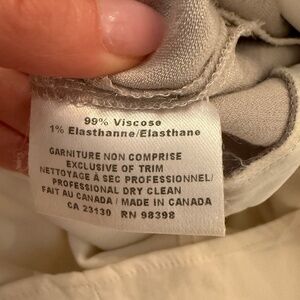 99% Viscose
1% Elasthanne/Elasthane
GARNITURE NON COMPRISE
EXCLUSIVE OF TRIM
NETTOYAGE À SEC PROFESSIONNEL/
PROFESSIONAL DRY CLEAN
FAIT AU CANADA / MADE IN CANADA
CA 23130 RN 98398